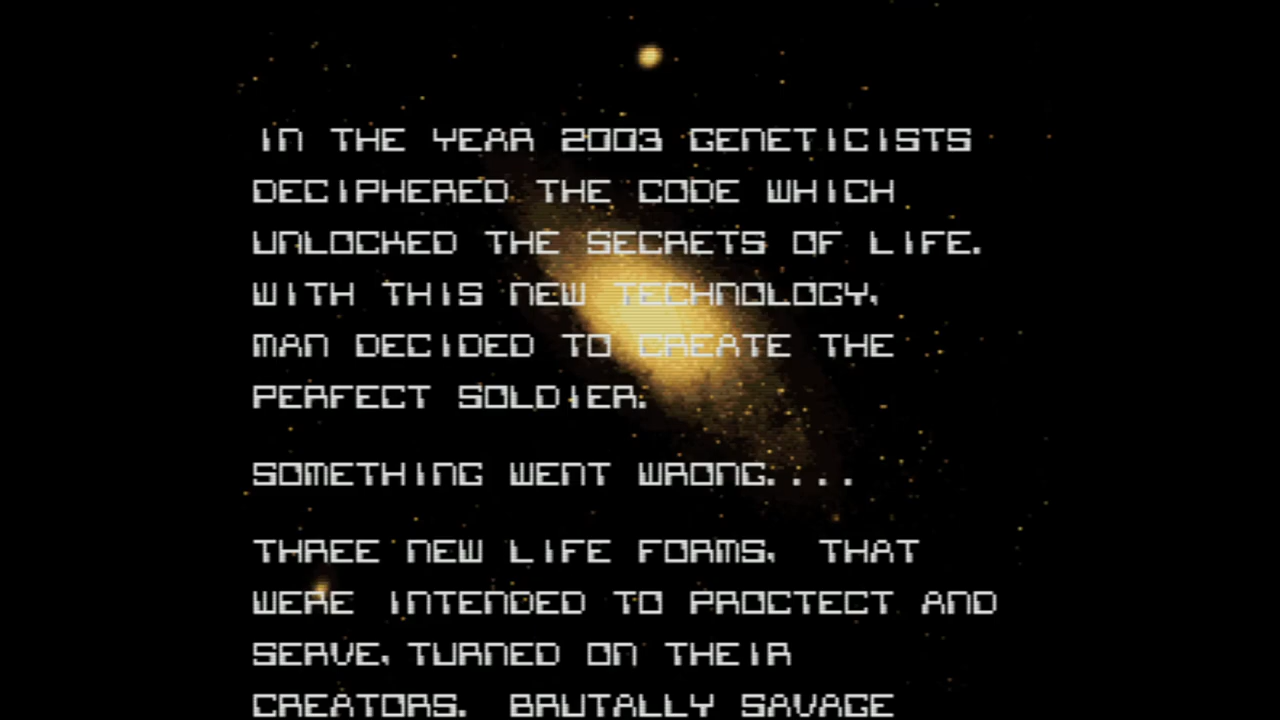 IN THE YEAR 2003 GENETICISTS
DECIPHERED THE CODE WHICH
UNLOCKED THE SECRETS OF LIFE.
WITH THIS NEW TECHNOLOGY,
MAN DECIDED TO CREATE THE
PERFECT SOLDIER.
SOMETHING WENT WRONG....
THREE NEW LIFE FORMS, THAT
WERE INTENDED TO PROCTECT AND
SERVE, TURNED ON THEIR
CREATORS. BRUTALLY SAVAGE